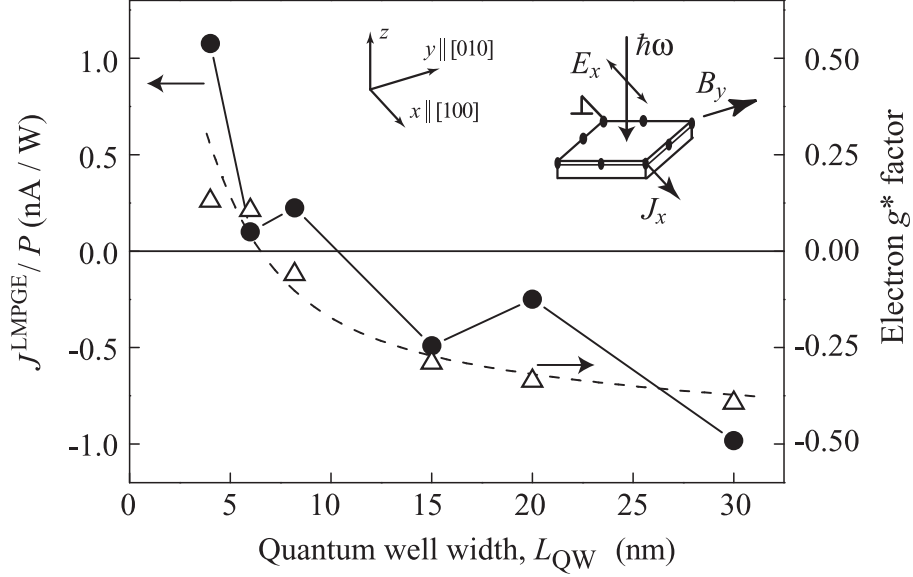 J^LMPGE / P (nA / W)
1.0
0.5
0.0
-0.5
-1.0
z
y || [010]
x || [100]
ħω
E_x
B_y
J_x
0.50
0.25
0.00
-0.25
-0.50
Electron g* factor
0 5 10 15 20 25 30
Quantum well width, L_QW (nm)